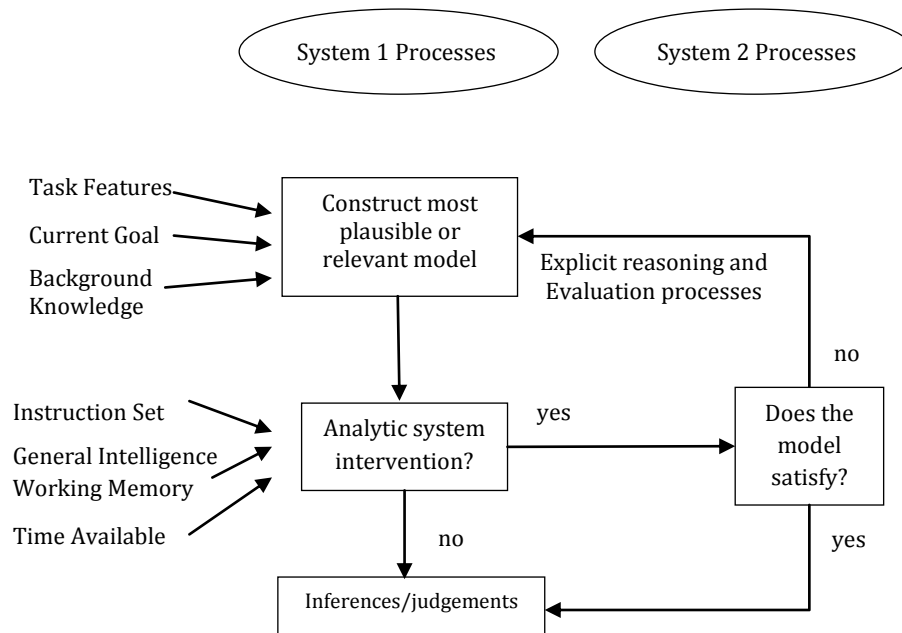 System 1 Processes
System 2 Processes
Task Features
Current Goal
Background
Knowledge
Construct most
plausible or
relevant model
Explicit reasoning and
Evaluation processes
no
Instruction Set
General Intelligence
Working Memory
Time Available
Analytic system
intervention?
yes
Does the
model
satisfy?
no
yes
Inferences/judgements